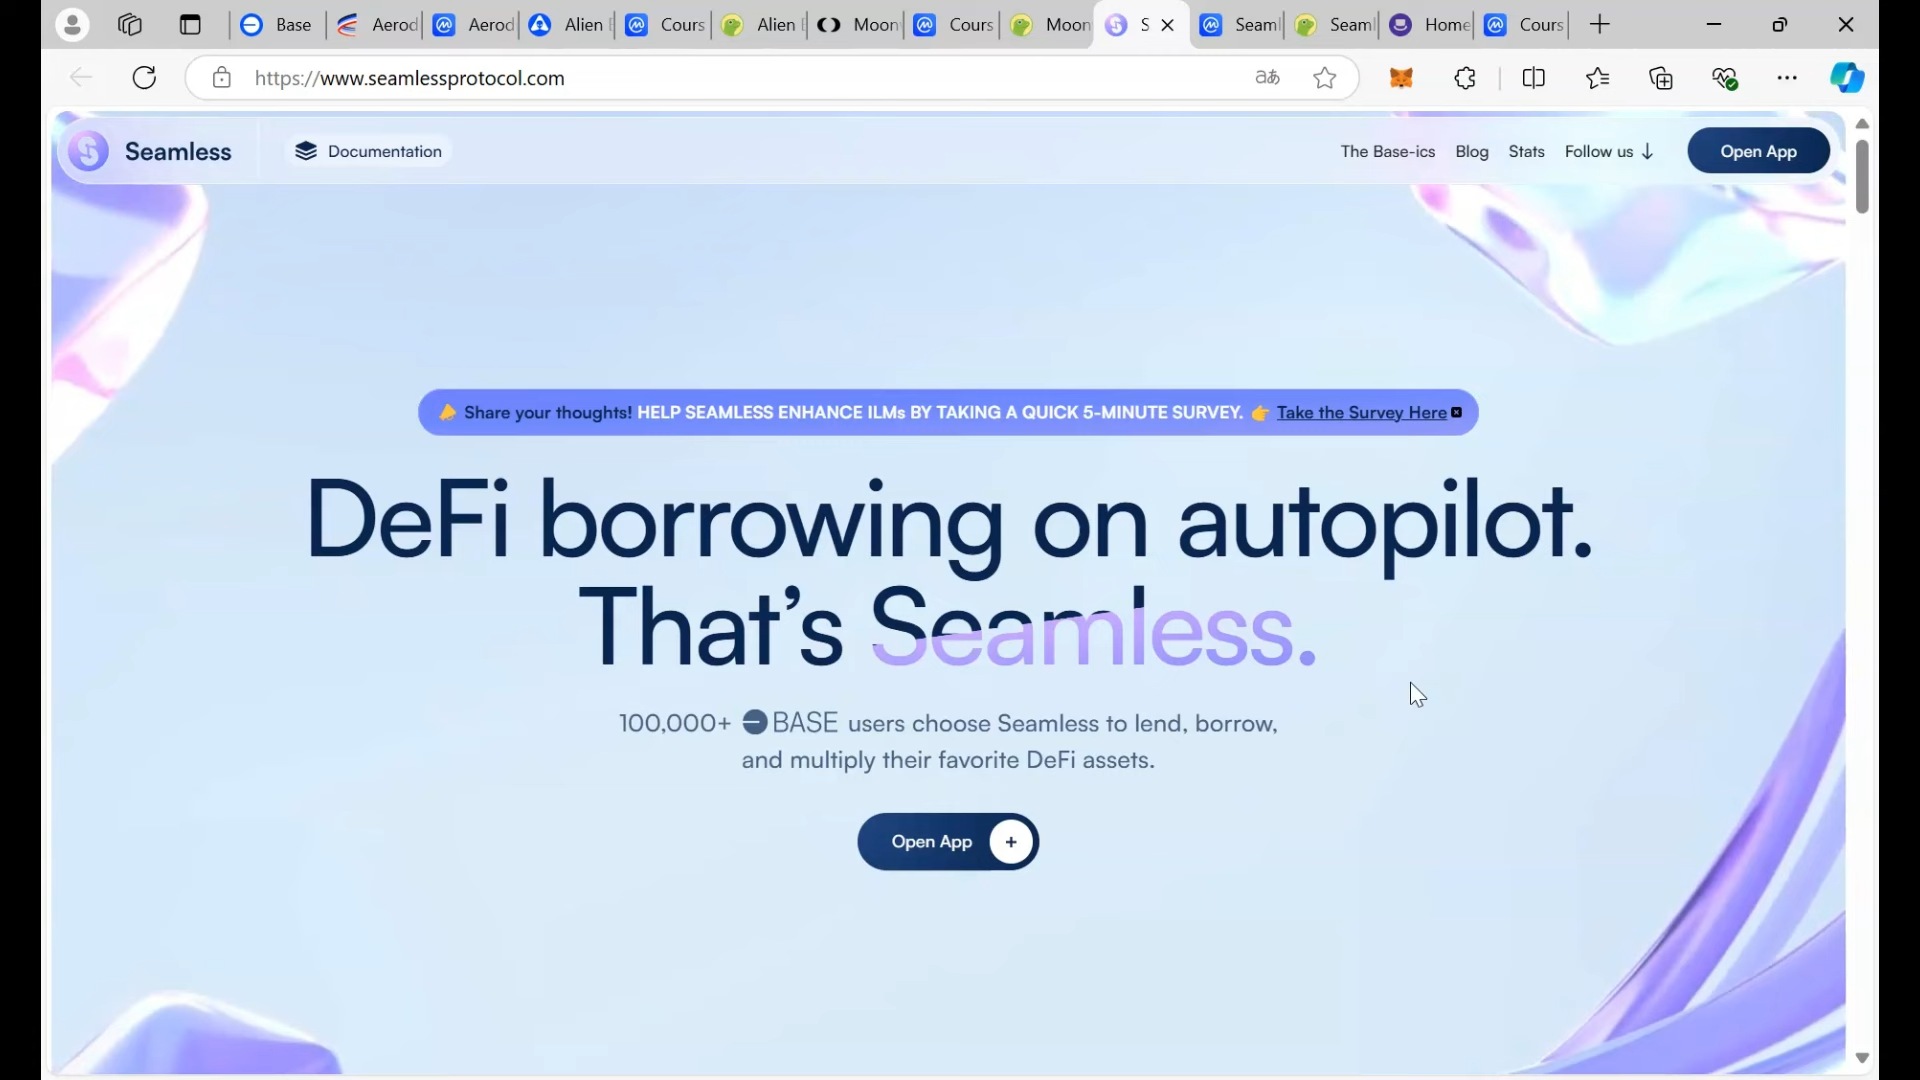 Base
Aerod
Aerod
Alien
Cours
Alien
Moon
Cours
Moon
S
Seaml
Seaml
Home
Cours
https://www.seamlessprotocol.com
Seamless
Documentation
The Base-ics
Blog
Stats
Follow us ↓
Open App
Share your thoughts! HELP SEAMLESS ENHANCE ILMs BY TAKING A QUICK 5-MINUTE SURVEY. 👉 Take the Survey Here
DeFi borrowing on autopilot.
That’s Seamless.
100,000+ BASE users choose Seamless to lend, borrow,
and multiply their favorite DeFi assets.
Open App +